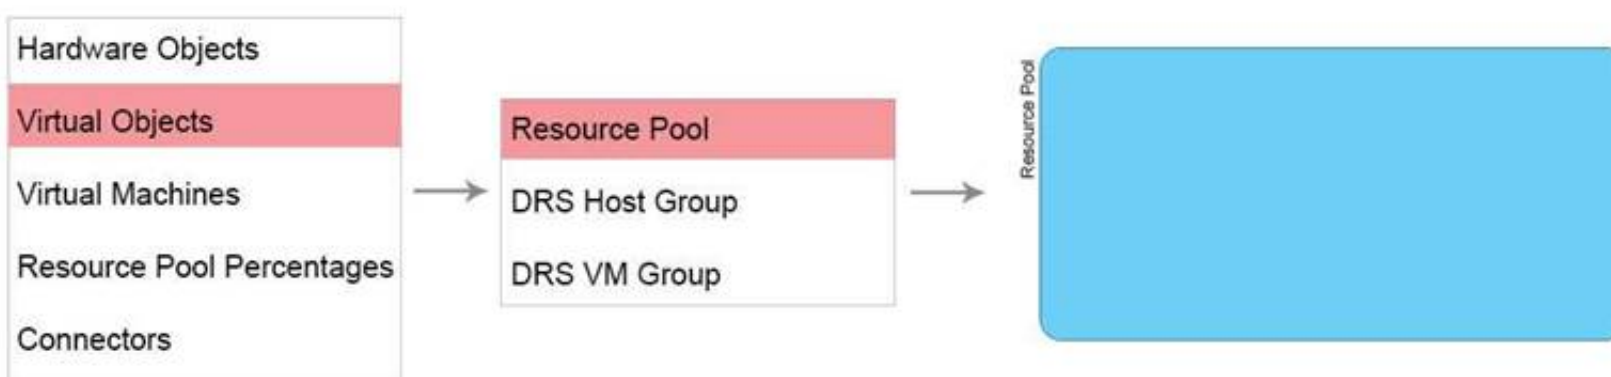 Hardware Objects
Virtual Objects
Virtual Machines
Resource Pool Percentages
Connectors
Resource Pool
DRS Host Group
DRS VM Group
Resource Pool